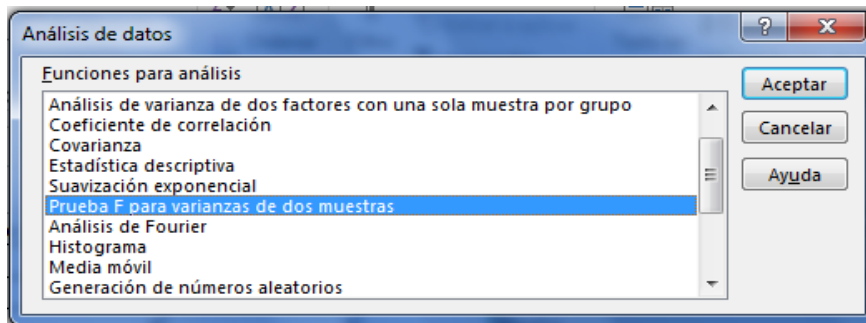 Análisis de datos
Funciones para análisis
Análisis de varianza de dos factores con una sola muestra por grupo
Coeficiente de correlación
Covarianza
Estadística descriptiva
Suavización exponencial
Prueba F para varianzas de dos muestras
Análisis de Fourier
Histograma
Media móvil
Generación de números aleatorios
Aceptar
Cancelar
Ayuda